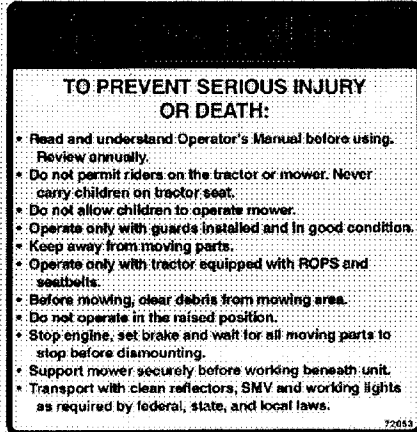 TO PREVENT SERIOUS INJURY
OR DEATH:
• Read and understand Operator's Manual before using.
Review annually.
• Do not permit riders on the tractor or mower. Never
carry children on tractor seat.
• Do not allow children to operate mower.
• Operate only with guards installed and in good condition.
• Keep away from moving parts.
• Operate only with tractor equipped with ROPS and
seatbelts.
• Before mowing, clear debris from mowing area.
• Do not operate in the raised position.
• Stop engine, set brake and wait for all moving parts to
stop before dismounting.
• Support mower securely before working beneath unit.
• Transport with clean reflectors, SMV and working lights
as required by federal, state, and local laws.
72053